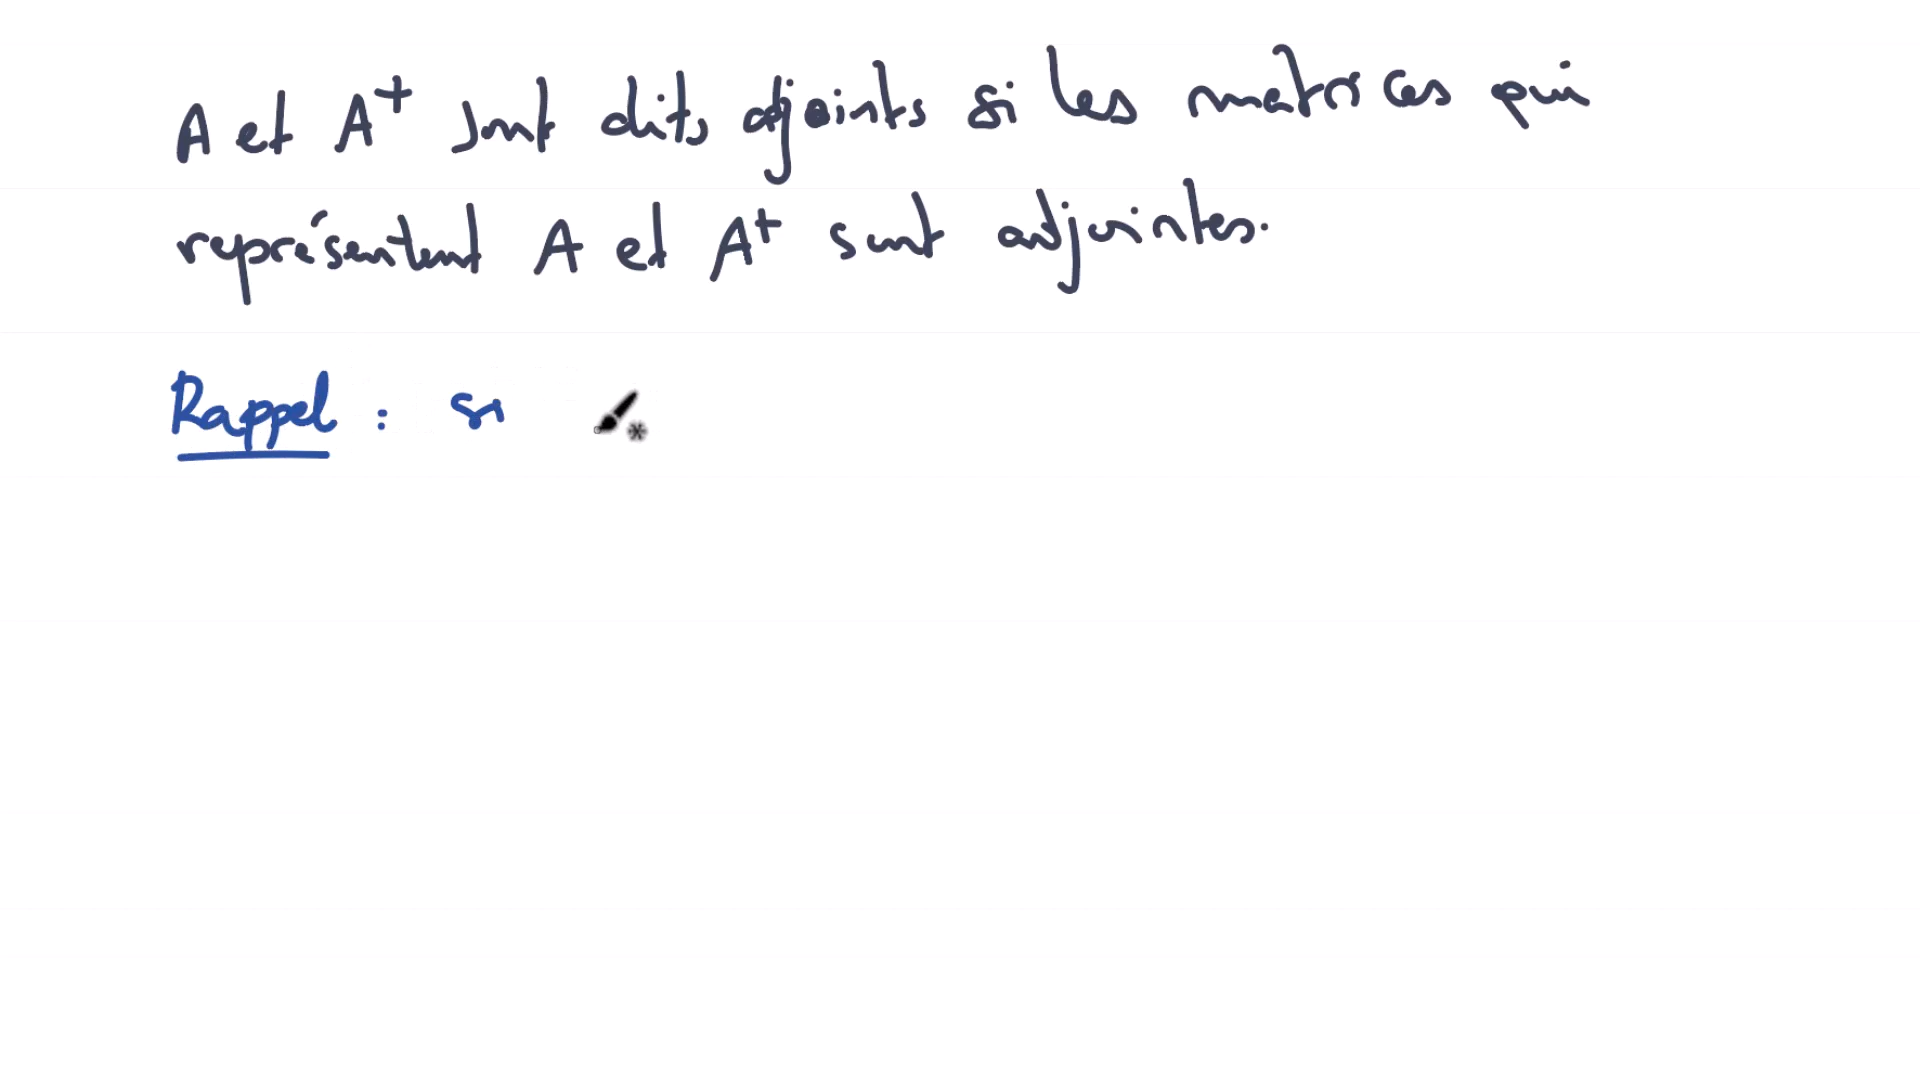 A et A⁺ sont dits adjoints si les matrices qui
représentent A et A⁺ sont adjointes.
Rappel : si